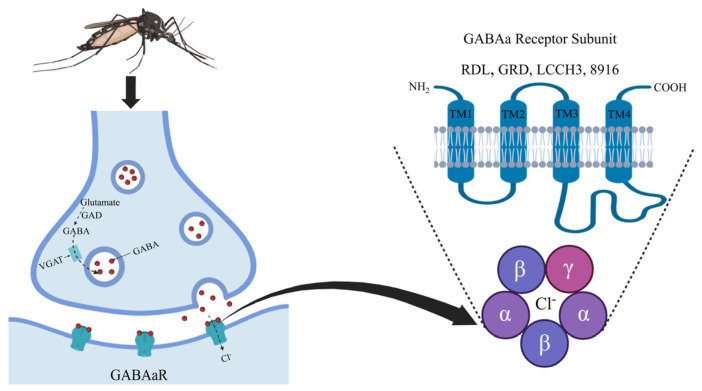 GABAa Receptor Subunit
RDL, GRD, LCCH3, 8916
NH2
COOH
TM1
TM2
TM3
TM4
Glutamate
GAD
GABA
VGAT
GABA
Cl-
GABAaR
β
γ
α
Cl-
α
β